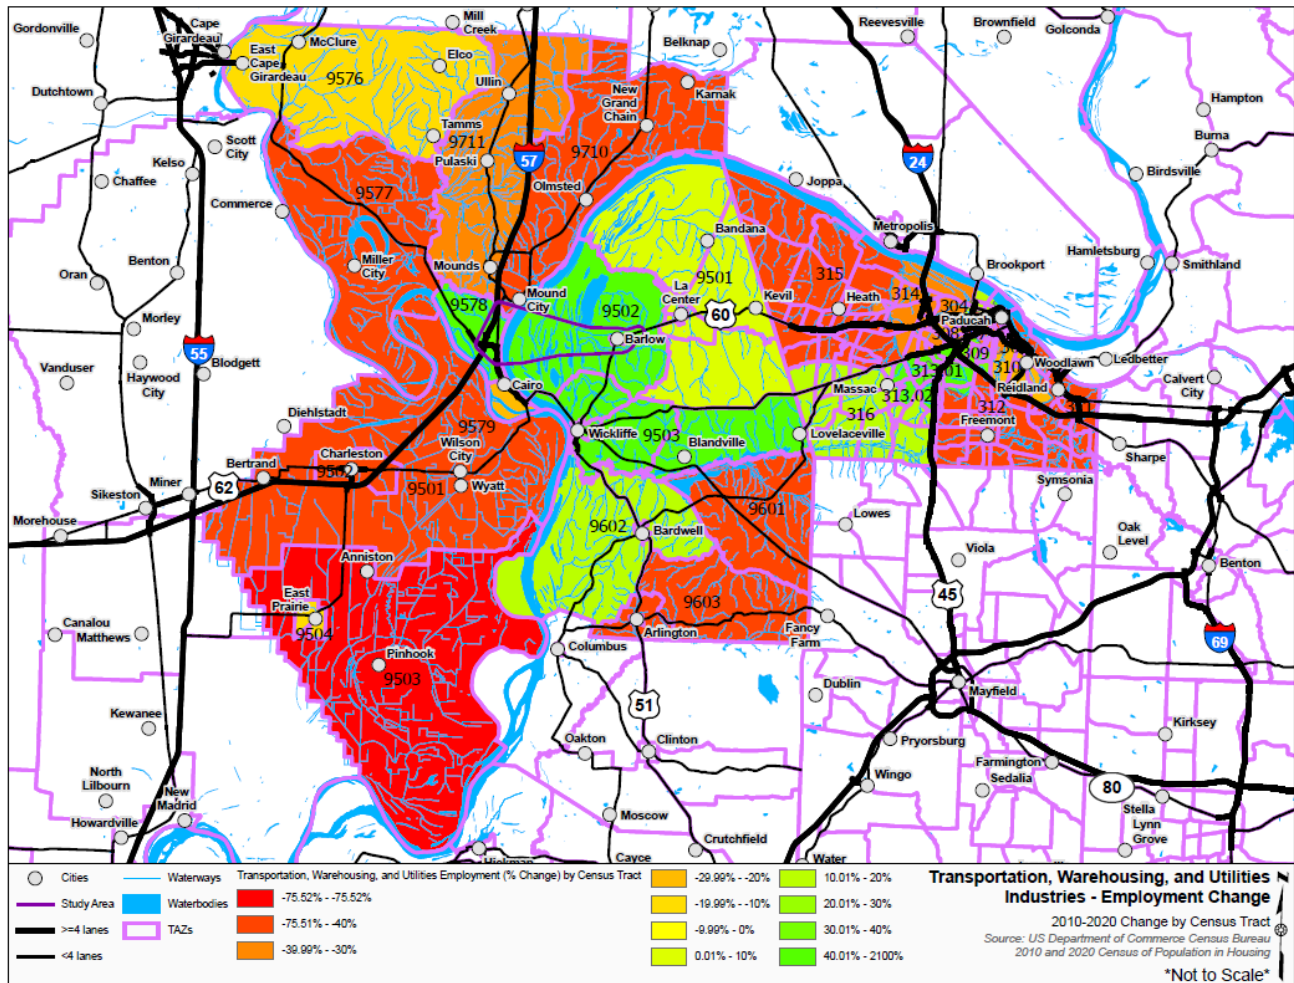 Gordonville
Cape
Girardeau
McClure
Mill
Creek
Reevesville
Brownfield
Golconda
East
Cape
Girardeau
9576
Elco
Belknap
Ullin
Dutchtown
New
Grand
Chain
Karnak
Hampton
Scott
City
Tamms
9711
57
9710
24
Burna
Kelso
Pulaski
Chaffee
9577
Olmsted
Joppa
Birdsville
Commerce
Metropolis
Bandana
Hamletsburg
Benton
Oran
Miller
City
Mounds
9501
315
Brookport
Smithland
9578
Mound
City
9502
La
Center
60
Kevil
Heath
314
304
Paducah
Morley
Barlow
309
55
Vanduser
Haywood
City
Blodgett
Woodlawn
Ledbetter
313.01
310
Cairo
Massac
313.02
Reidland
Calvert
City
Diehlstadt
9579
316
312
Wickliffe
9503
Blandville
Lovelaceville
Freemont
Charleston
Wilson
City
Bertrand
Sharpe
Miner
62
9501
Wyatt
Sikeston
Symsonia
Morehouse
9602
Bardwell
9601
Lowes
Oak
Level
Anniston
Viola
Benton
East
Prairie
9504
9603
45
Canalou
Matthews
Arlington
Fancy
Farm
69
Pinhook
9503
Columbus
Dublin
Mayfield
51
Kewanee
Kirksey
Oakton
Clinton
Pryorsburg
North
Lilbourn
New
Madrid
Wingo
Farmington
Sedalia
80
Howardville
Moscow
Stella
Lynn
Grove
Crutchfield
Hickman
Cayce
Water
Cities
Waterways
Study Area
Waterbodies
>=4 lanes
TAZs
<4 lanes
Transportation, Warehousing, and Utilities Employment (% Change) by Census Tract
-75.52% - -75.52%
-75.51% - -40%
-39.99% - -30%
-29.99% - -20%
-19.99% - -10%
-9.99% - 0%
0.01% - 10%
10.01% - 20%
20.01% - 30%
30.01% - 40%
40.01% - 2100%
Transportation, Warehousing, and Utilities
Industries - Employment Change
2010-2020 Change by Census Tract
Source: US Department of Commerce Census Bureau
2010 and 2020 Census of Population in Housing
*Not to Scale*
N